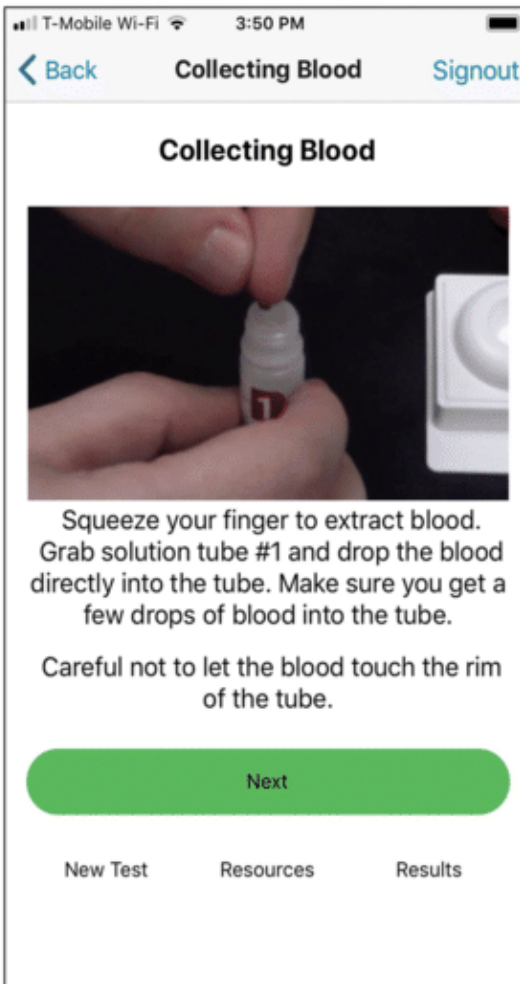 T-Mobile Wi-Fi 3:50 PM
Back Collecting Blood Signout
Collecting Blood
1
Squeeze your finger to extract blood.
Grab solution tube #1 and drop the blood
directly into the tube. Make sure you get a
few drops of blood into the tube.
Careful not to let the blood touch the rim
of the tube.
Next
New Test Resources Results